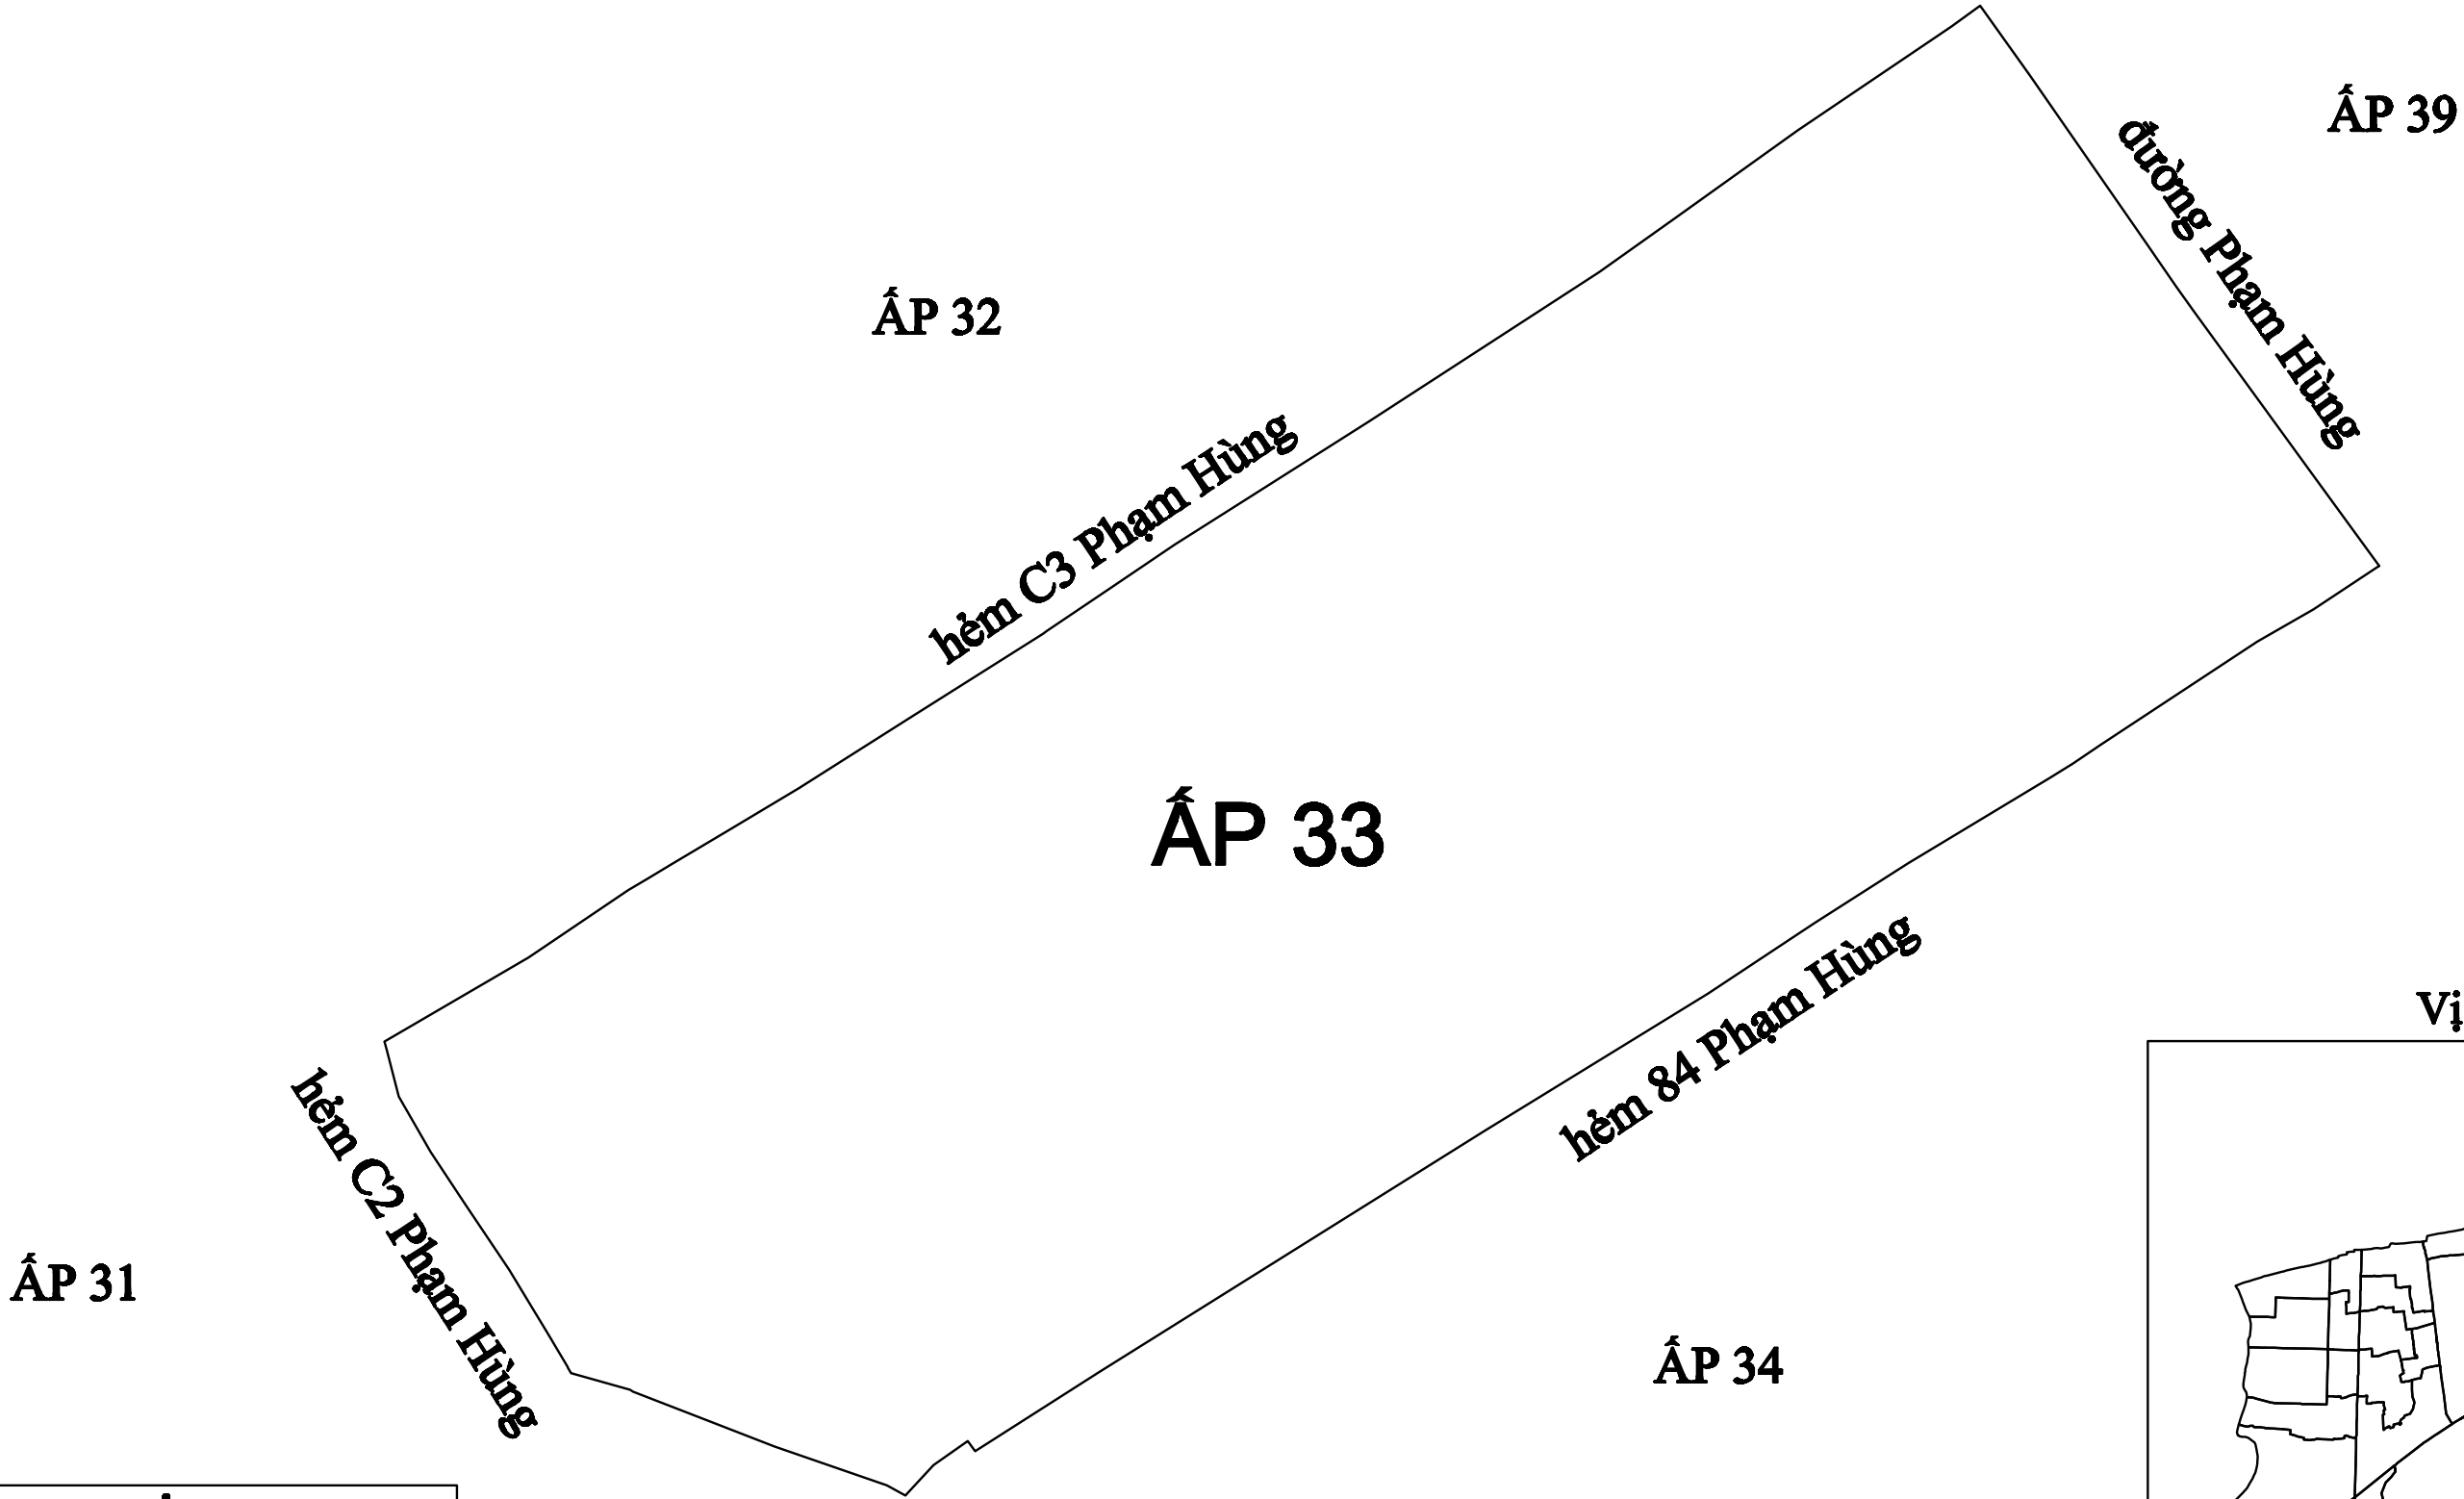 ẤP 39
đường Phạm Hùng
ẤP 32
hẻm C3 Phạm Hùng
ẤP 33
hẻm 84 Phạm Hùng
Vị
hẻm C2 Phạm Hùng
ẤP 31
ẤP 34